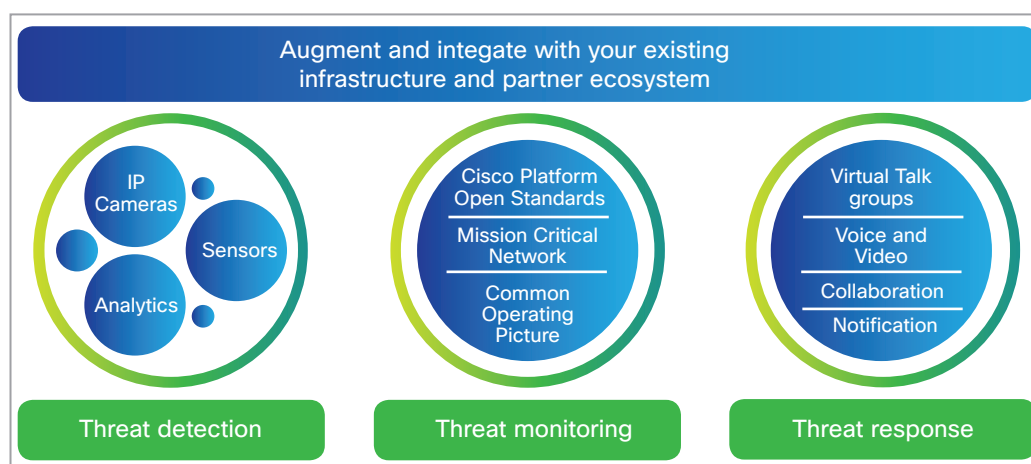 Augment and integate with your existing
infrastructure and partner ecosystem
IP
Cameras
Sensors
Analytics
Threat detection
Cisco Platform
Open Standards
Mission Critical
Network
Common
Operating
Picture
Threat monitoring
Virtual Talk
groups
Voice and
Video
Collaboration
Notification
Threat response